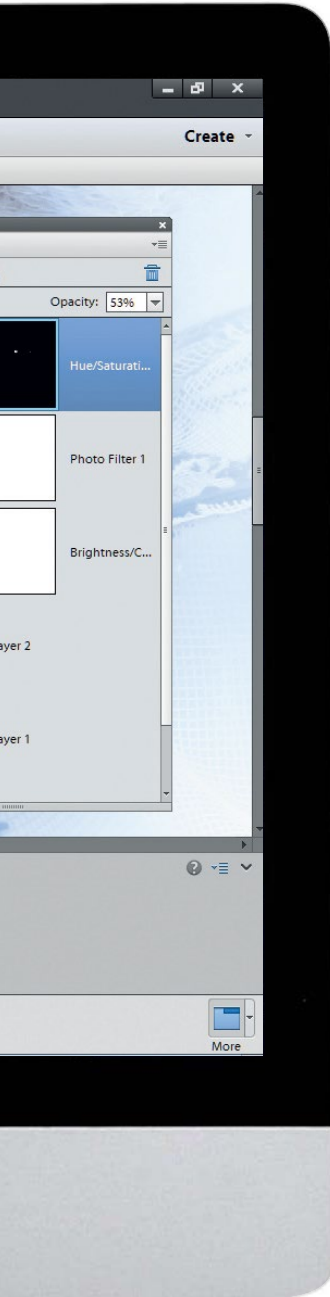 Create
Opacity: 53%
Hue/Saturati...
Photo Filter 1
Brightness/C...
ayer 2
ayer 1
More